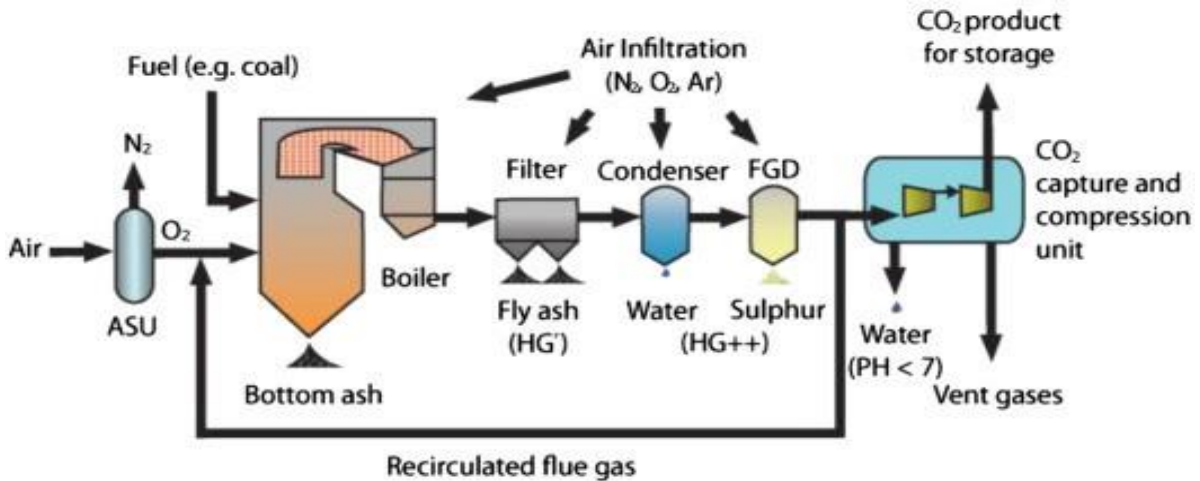 CO₂ product
for storage
Air Infiltration
(N₂, O₂, Ar)
Fuel (e.g. coal)
N₂
Filter
Condenser
FGD
CO₂
capture and
compression
unit
Air
O₂
ASU
Boiler
Fly ash
(HG')
Water
Sulphur
(HG++)
Water
(PH < 7)
Bottom ash
Vent gases
Recirculated flue gas